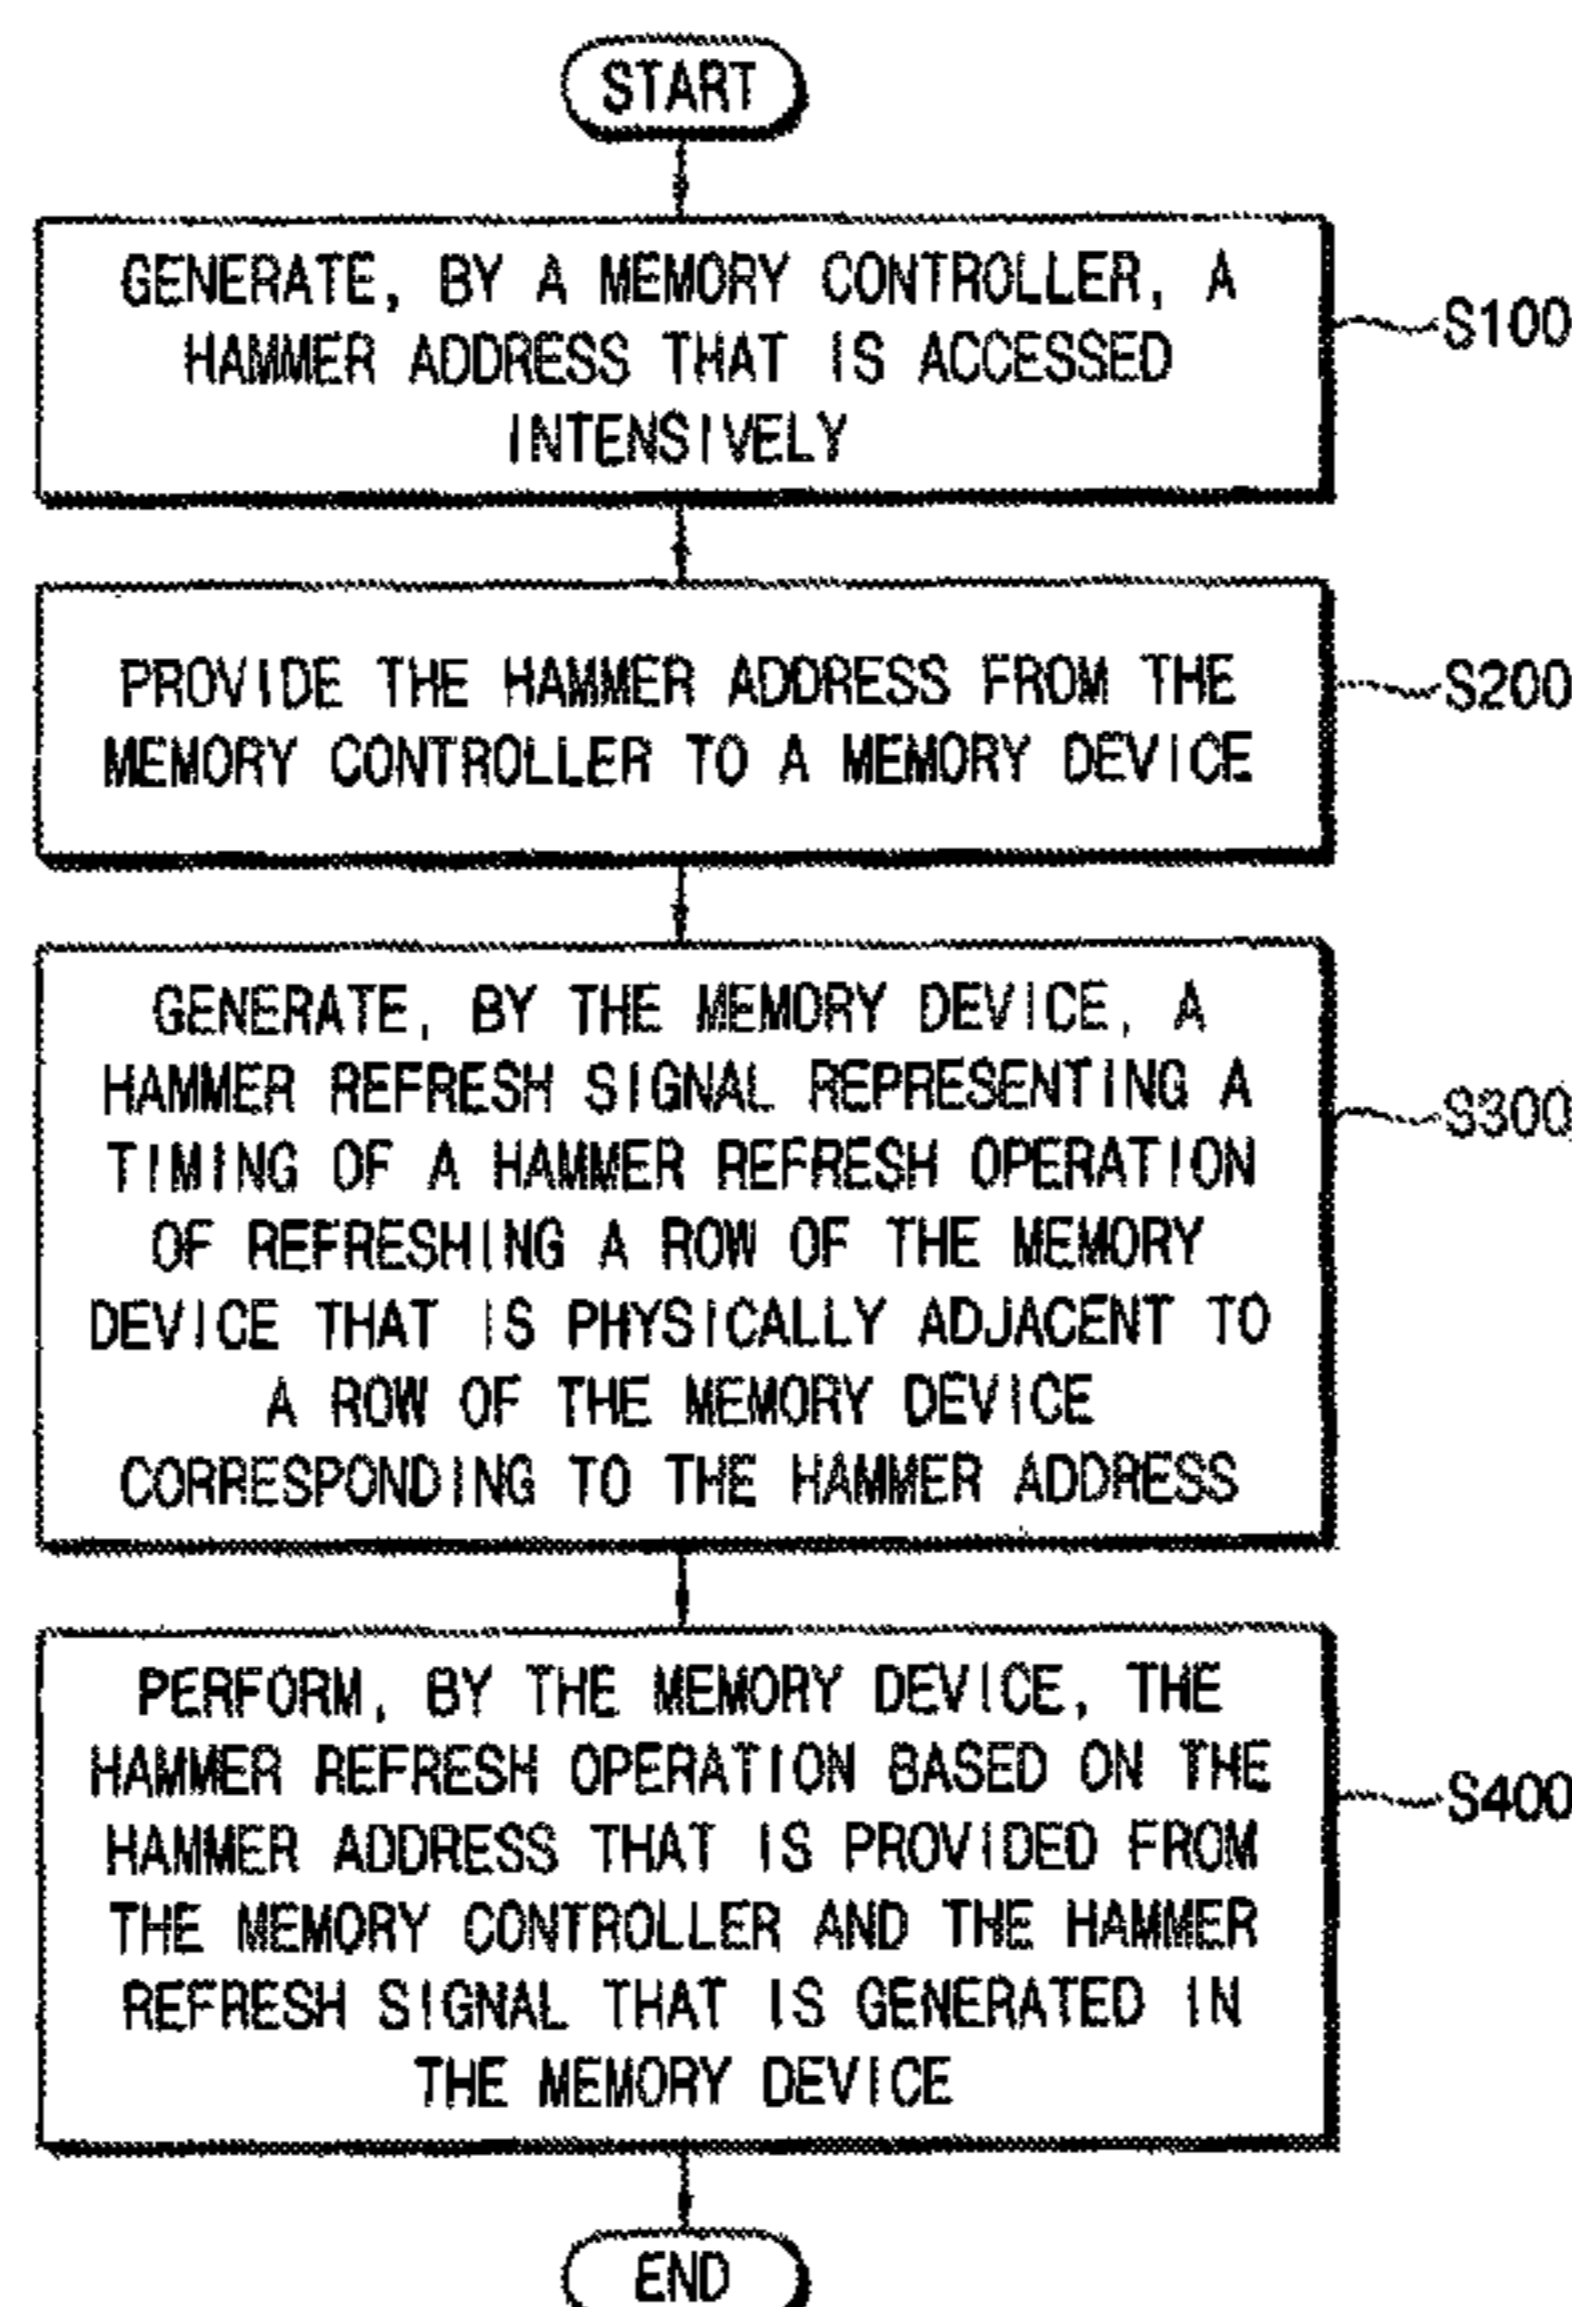 START
GENERATE, BY A MEMORY CONTROLLER, A
HAMMER ADDRESS THAT IS ACCESSED
INTENSIVELY
S100
PROVIDE THE HAMMER ADDRESS FROM THE
MEMORY CONTROLLER TO A MEMORY DEVICE
S200
GENERATE, BY THE MEMORY DEVICE, A
HAMMER REFRESH SIGNAL REPRESENTING A
TIMING OF A HAMMER REFRESH OPERATION
OF REFRESHING A ROW OF THE MEMORY
DEVICE THAT IS PHYSICALLY ADJACENT TO
A ROW OF THE MEMORY DEVICE
CORRESPONDING TO THE HAMMER ADDRESS
S300
PERFORM, BY THE MEMORY DEVICE, THE
HAMMER REFRESH OPERATION BASED ON THE
HAMMER ADDRESS THAT IS PROVIDED FROM
THE MEMORY CONTROLLER AND THE HAMMER
REFRESH SIGNAL THAT IS GENERATED IN
THE MEMORY DEVICE
S400
END